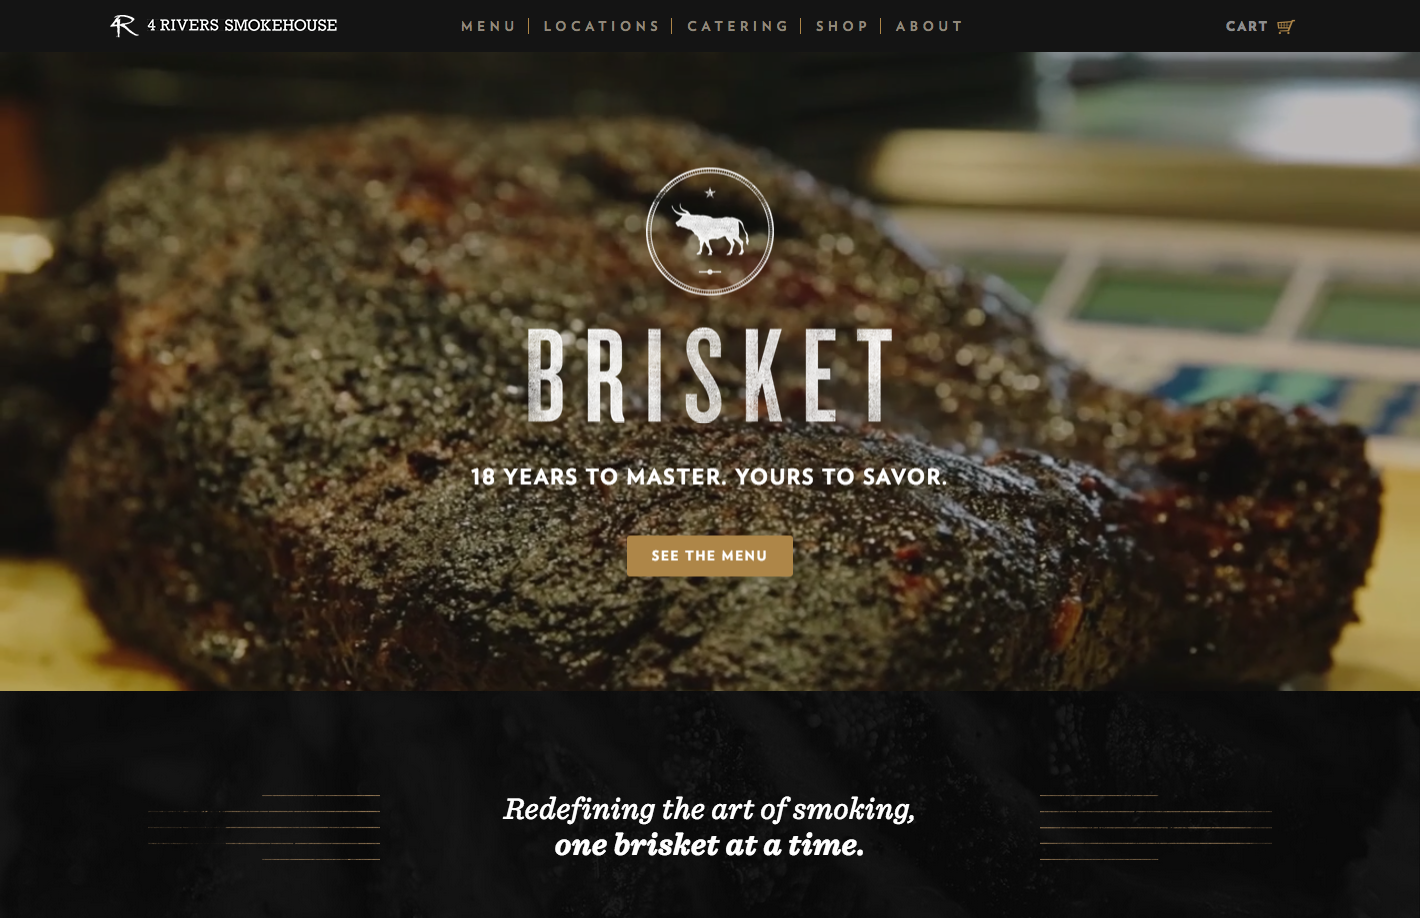 4R 4 RIVERS SMOKEHOUSE
MENU
LOCATIONS
CATERING
SHOP
ABOUT
CART
BRISKET
18 YEARS TO MASTER. YOURS TO SAVOR.
SEE THE MENU
Redefining the art of smoking,
one brisket at a time.